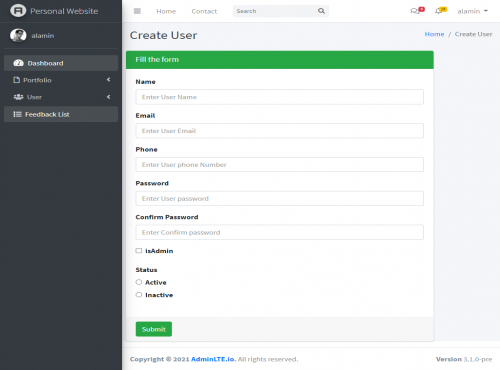 Personal Website
alamin
Dashboard
Portfolio
User
Feedback List
Home Contact Search alamin
Create User
Home / Create User
Fill the form
Name
Enter User Name
Email
Enter User Email
Phone
Enter User phone Number
Password
Enter User password
Confirm Password
Enter Confirm password
isAdmin
Status
Active
Inactive
Submit
Copyright © 2021 AdminLTE.io. All rights reserved. Version 3.1.0-pre